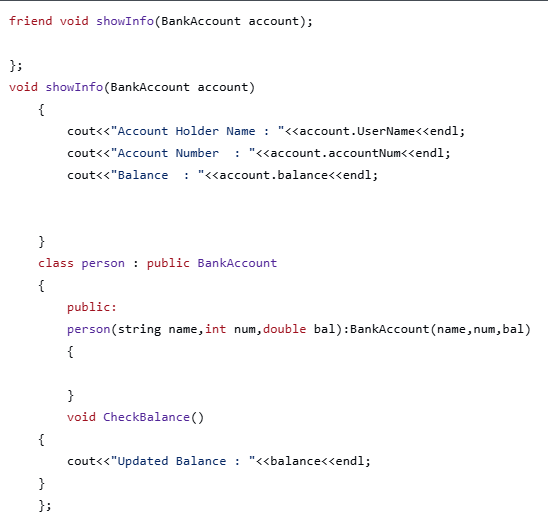 friend void showInfo(BankAccount account);
};
void showInfo(BankAccount account)
{
cout<<"Account Holder Name : "<<account.UserName<<endl;
cout<<"Account Number  : "<<account.accountNum<<endl;
cout<<"Balance  : "<<account.balance<<endl;
}
class person : public BankAccount
{
public:
person(string name,int num,double bal):BankAccount(name,num,bal)
{
}
void CheckBalance()
{
cout<<"Updated Balance : "<<balance<<endl;
}
};